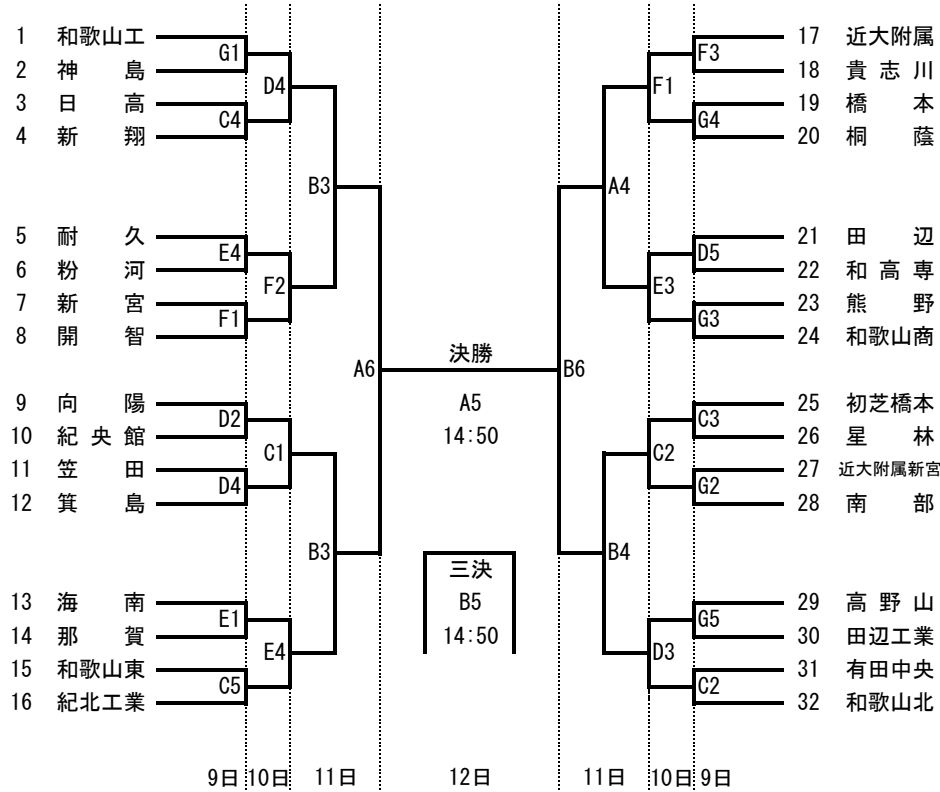 1 和歌山工
2 神島
3 日高
4 新翔
5 耐久
6 粉河
7 新宮
8 開智
9 向陽
10 紀央館
11 笠田
12 箕島
13 海南
14 那賀
15 和歌山東
16 紀北工業
G1
C4
E4
F1
D2
D4
E1
C5
D4
F2
C1
E4
B3
B3
A6
決勝
A5
14:50
三決
B5
14:50
B6
A4
B4
F1
E3
C2
D3
F3
G4
D5
G3
C3
G2
G5
C2
17 近大附属
18 貴志川
19 橋本
20 桐蔭
21 田辺
22 和高専
23 熊野
24 和歌山商
25 初芝橋本
26 星林
27 近大附属新宮
28 南部
29 高野山
30 田辺工業
31 有田中央
32 和歌山北
9日 10日 11日 12日 11日 10日 9日